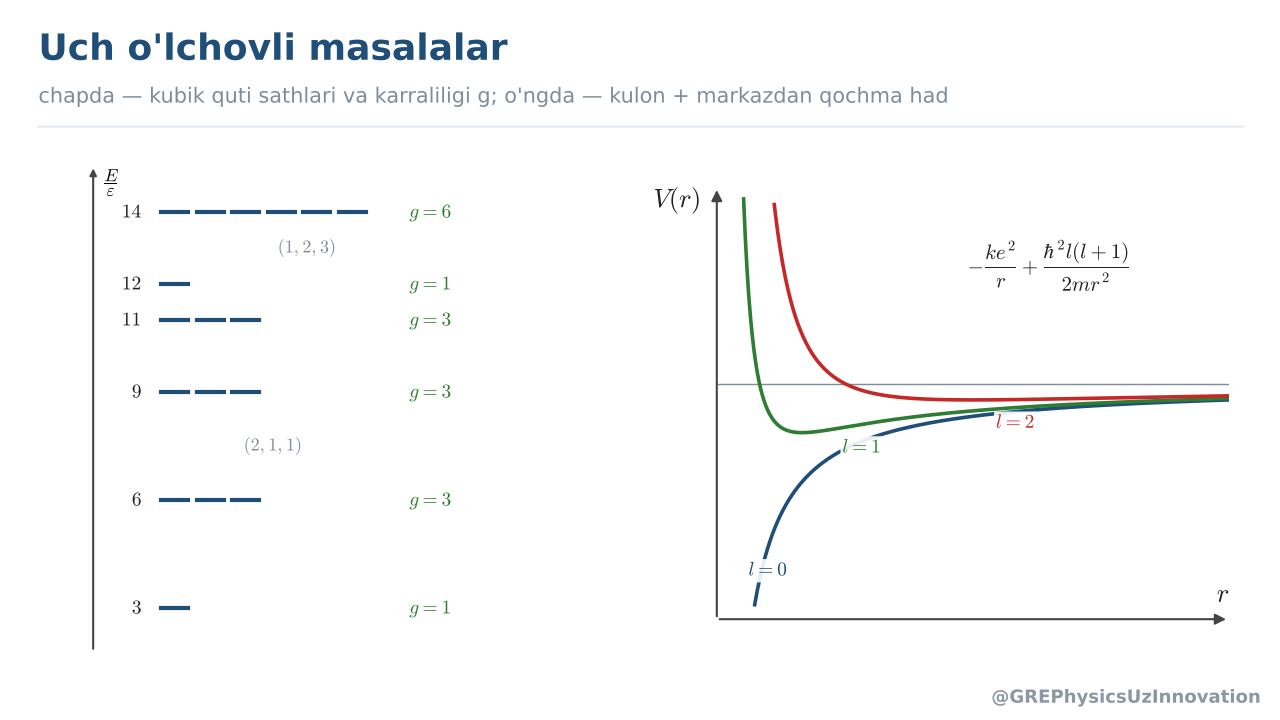 Uch o'lchovli masalalar
chapda — kubik quti sathlari va karraliligi g; o'ngda — kulon + markazdan qochma had
E/ε
14 g = 6
(1, 2, 3)
12 g = 1
11 g = 3
9 g = 3
(2, 1, 1)
6 g = 3
3 g = 1
V(r)
−ke²/r + ħ²l(l + 1)/2mr²
l = 2
l = 1
l = 0
r
@GREPhysicsUzInnovation